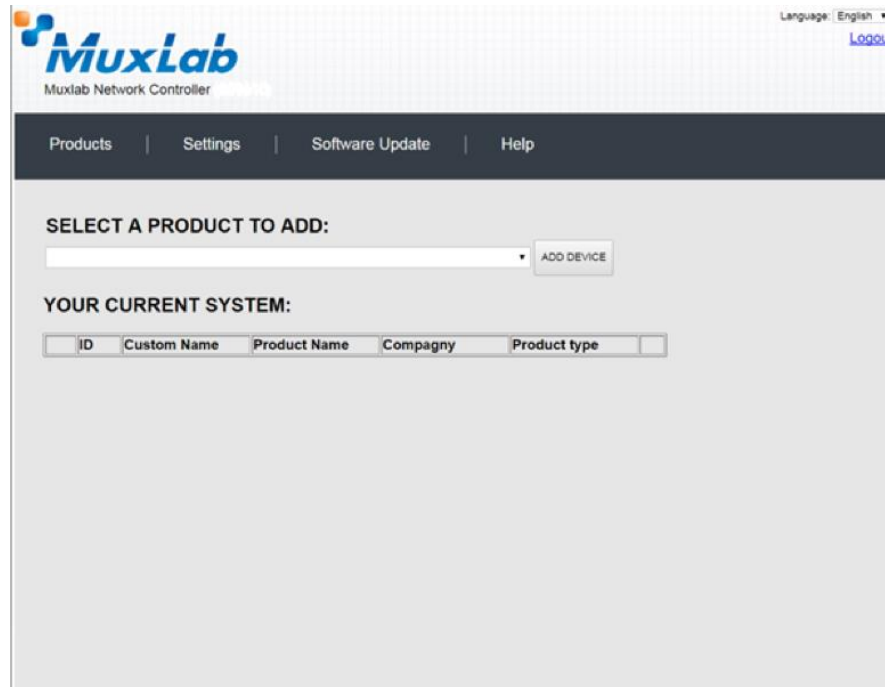 Language: English
Logou
MuxLab
Muxlab Network Controller
Products | Settings | Software Update | Help
SELECT A PRODUCT TO ADD:
ADD DEVICE
YOUR CURRENT SYSTEM:
ID Custom Name Product Name Compagny Product type